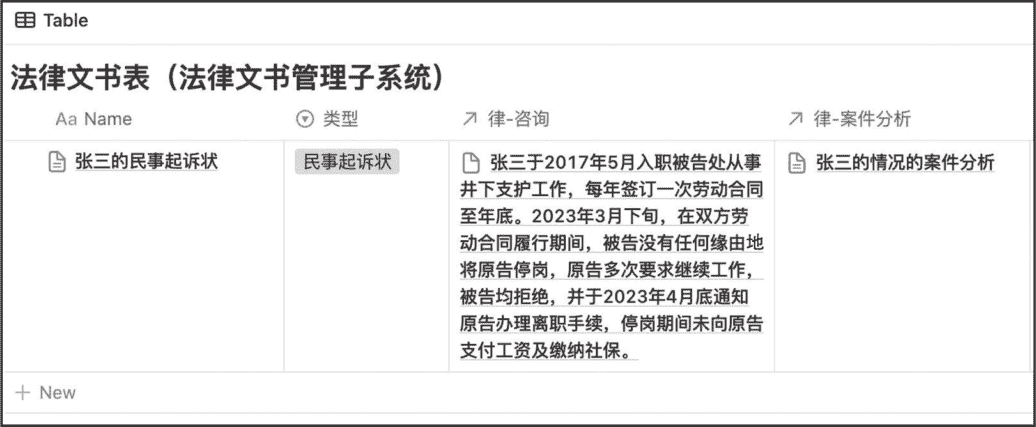 Table
法律文书表（法律文书管理子系统）
Aa Name
类型
律-咨询
律-案件分析
张三的民事起诉状
民事起诉状
张三于2017年5月入职被告处从事
井下支护工作，每年签订一次劳动合同
至年底。2023年3月下旬，在双方劳
动合同履行期间，被告没有任何缘由地
将原告停岗，原告多次要求继续工作，
被告均拒绝，并于2023年4月底通知
原告办理离职手续，停岗期间未向原告
支付工资及缴纳社保。
张三的情况的案件分析
+ New